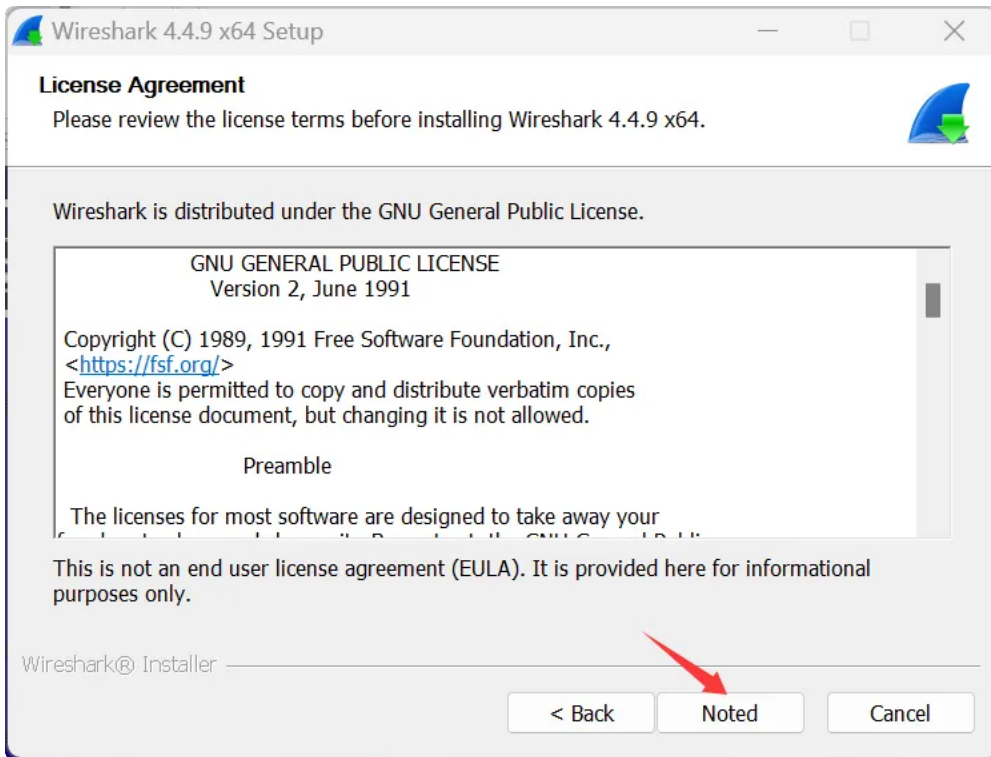 Wireshark 4.4.9 x64 Setup
License Agreement
Please review the license terms before installing Wireshark 4.4.9 x64.
Wireshark is distributed under the GNU General Public License.
GNU GENERAL PUBLIC LICENSE
Version 2, June 1991
Copyright (C) 1989, 1991 Free Software Foundation, Inc.,
<https://fsf.org/>
Everyone is permitted to copy and distribute verbatim copies
of this license document, but changing it is not allowed.
Preamble
The licenses for most software are designed to take away your
This is not an end user license agreement (EULA). It is provided here for informational
purposes only.
Wireshark® Installer
< Back
Noted
Cancel